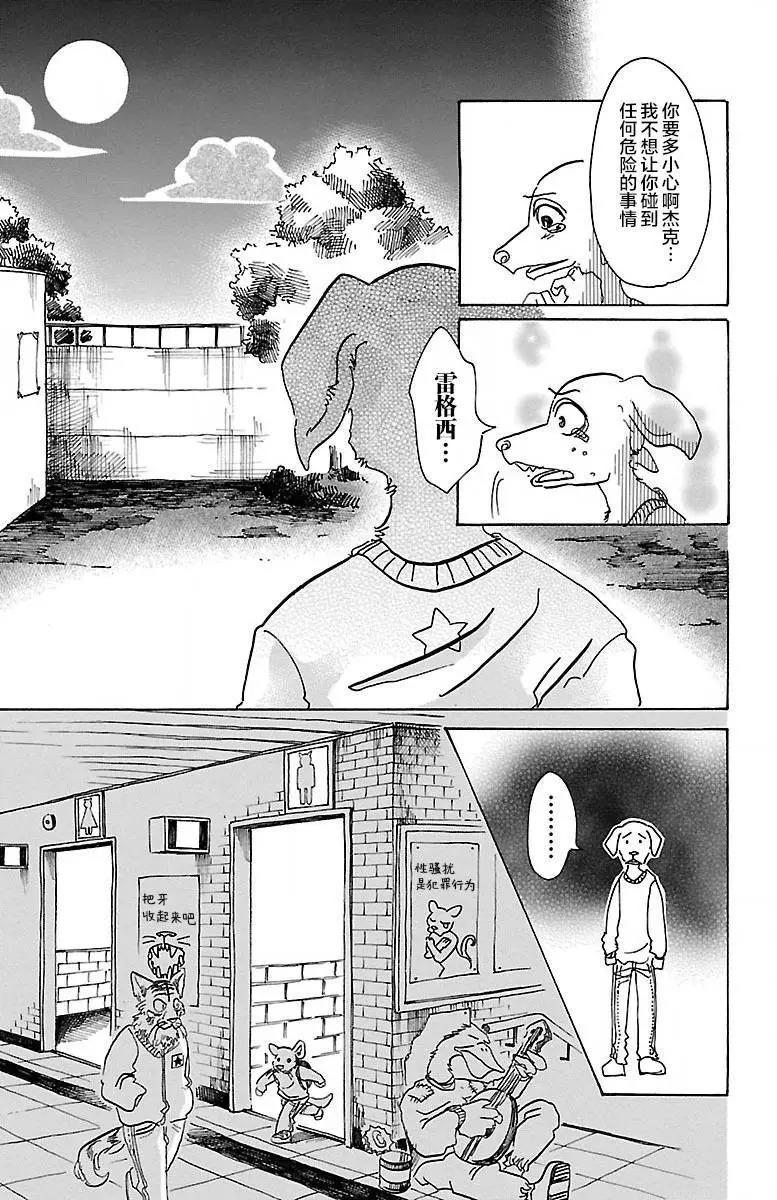 你要多小心啊杰克…
我不想让你碰到
任何危险的事情
雷格西…
………
性骚扰
是犯罪行为
把牙
收起来吧